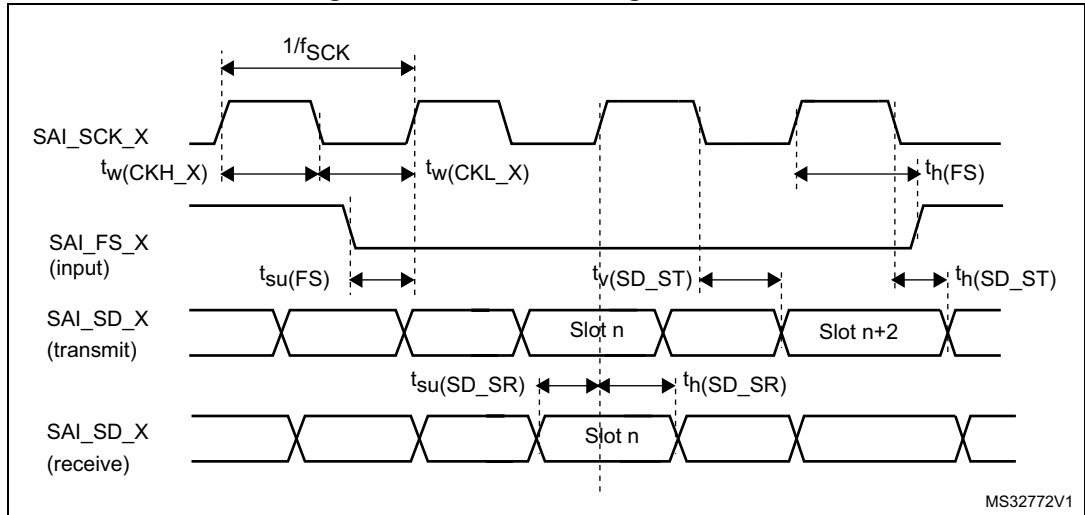 1/fSCK
SAI_SCK_X
tw(CKH_X)
tw(CKL_X)
th(FS)
SAI_FS_X
(input)
tsu(FS)
tv(SD_ST)
th(SD_ST)
SAI_SD_X
(transmit)
Slot n
Slot n+2
tsu(SD_SR)
th(SD_SR)
SAI_SD_X
(receive)
Slot n
MS32772V1